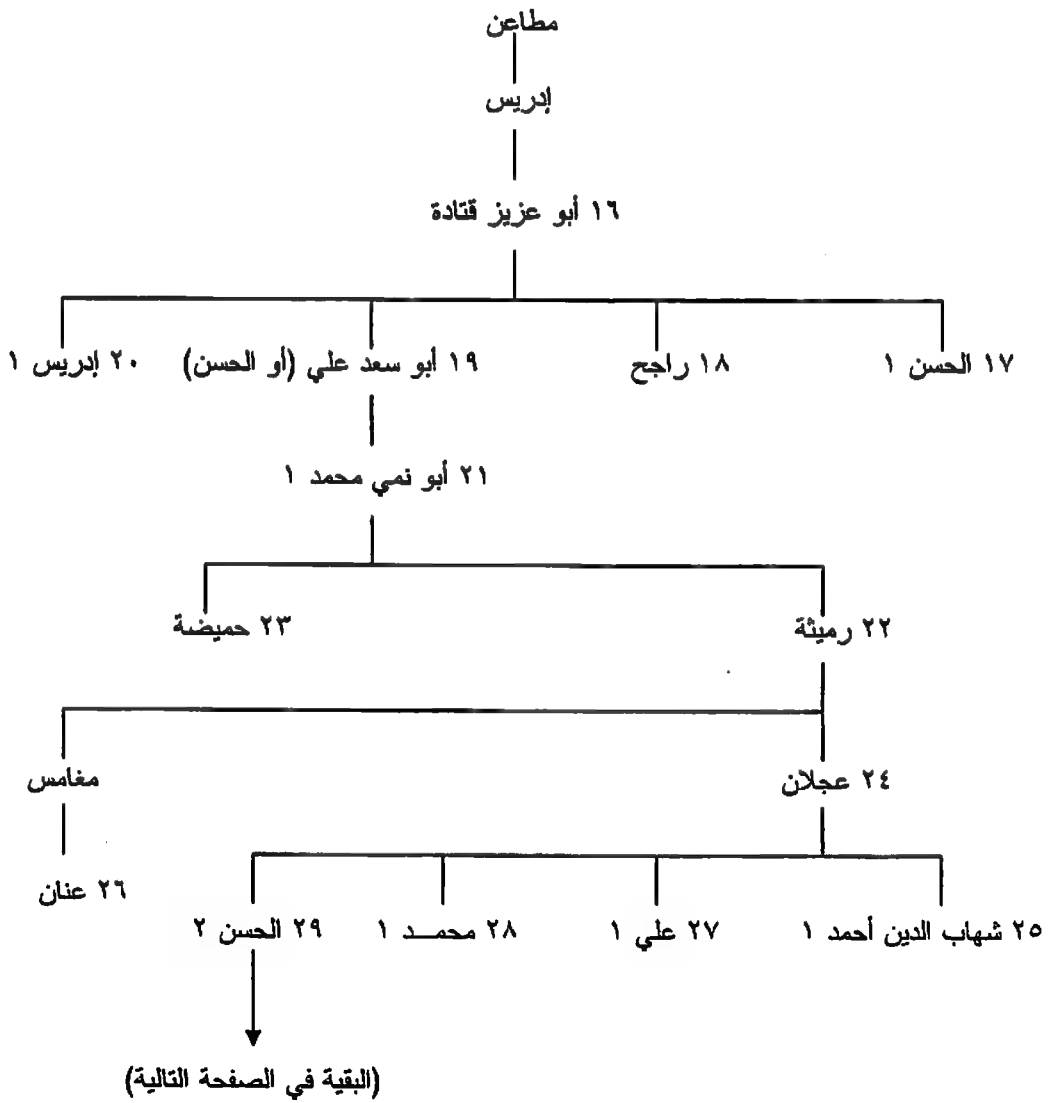 مطاعن
إدريس
١٦ أبو عزيز قتادة
١٧ الحسن ١
١٨ راجح
١٩ أبو سعد علي (أو الحسن)
٢٠ إدريس ١
٢١ أبو نمي محمد ١
٢٢ رميثة
٢٣ حميضة
٢٤ عجلان
مغامس
٢٦ عنان
٢٥ شهاب الدين أحمد ١
٢٧ علي ١
٢٨ محمـــد ١
٢٩ الحسن ٢
(البقية في الصفحة التالية)